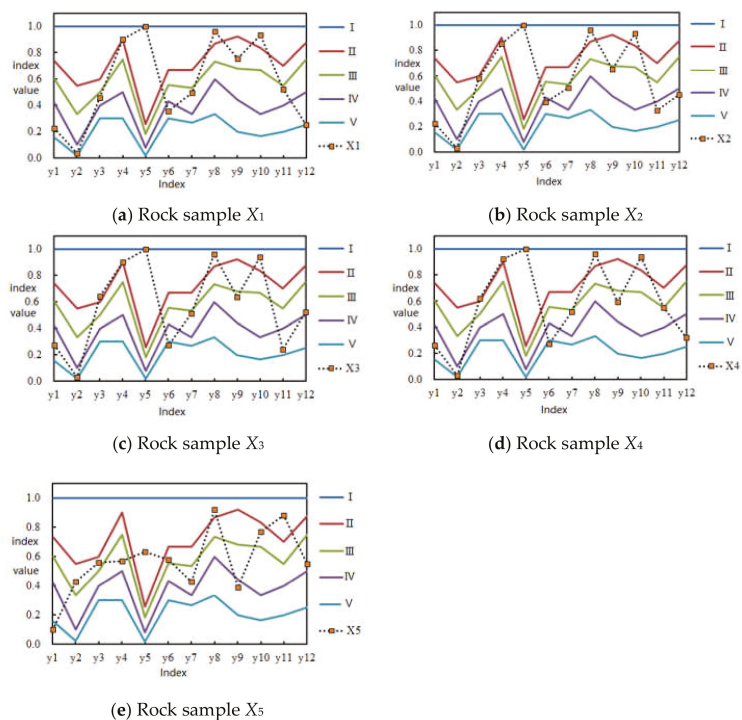 1.0
0.8
index
0.6
value
0.4
0.2
0.0
y1 y2 y3 y4 y5 y6 y7 y8 y9 y10 y11 y12
Index
I
II
III
IV
V
X1
(a) Rock sample X1
1.0
0.8
index
0.6
value
0.4
0.2
0.0
y1 y2 y3 y4 y5 y6 y7 y8 y9 y10 y11 y12
Index
I
II
III
IV
V
X2
(b) Rock sample X2
1.0
0.8
index
0.6
value
0.4
0.2
0.0
y1 y2 y3 y4 y5 y6 y7 y8 y9 y10 y11 y12
Index
I
II
III
IV
V
X3
(c) Rock sample X3
1.0
0.8
index
0.6
value
0.4
0.2
0.0
y1 y2 y3 y4 y5 y6 y7 y8 y9 y10 y11 y12
Index
I
II
III
IV
V
X4
(d) Rock sample X4
1.0
0.8
index
0.6
value
0.4
0.2
0.0
y1 y2 y3 y4 y5 y6 y7 y8 y9 y10 y11 y12
Index
I
II
III
IV
V
X5
(e) Rock sample X5